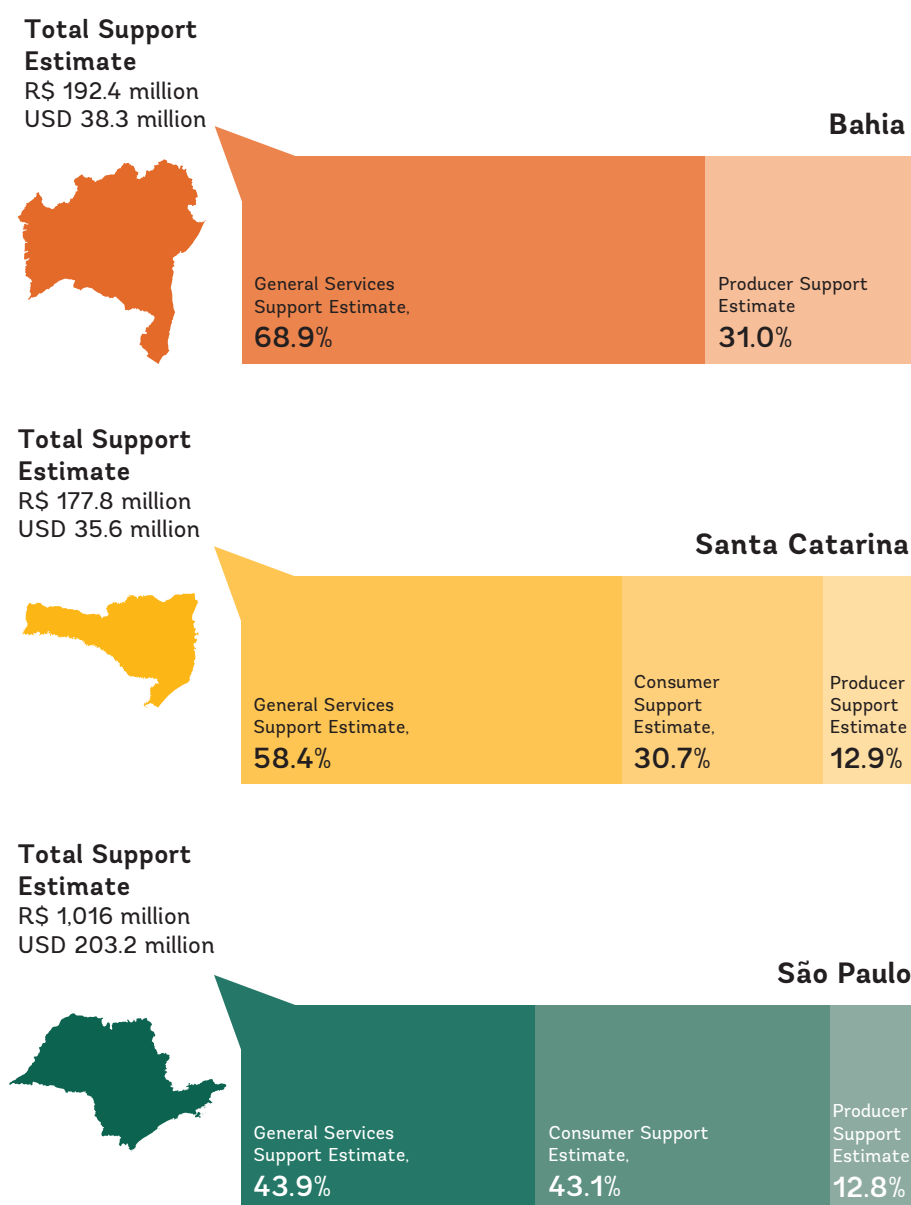 Total Support
Estimate
R$ 192.4 million
USD 38.3 million
Bahia
General Services
Support Estimate,
68.9%
Producer Support
Estimate
31.0%
Total Support
Estimate
R$ 177.8 million
USD 35.6 million
Santa Catarina
General Services
Support Estimate,
58.4%
Consumer
Support
Estimate,
30.7%
Producer
Support
Estimate
12.9%
Total Support
Estimate
R$ 1,016 million
USD 203.2 million
São Paulo
General Services
Support Estimate,
43.9%
Consumer Support
Estimate,
43.1%
Producer
Support
Estimate
12.8%